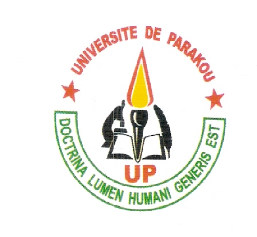 UNIVERSITE DE PARAKOU
UP
DOCTRINA LUMEN HUMANI GENERIS EST